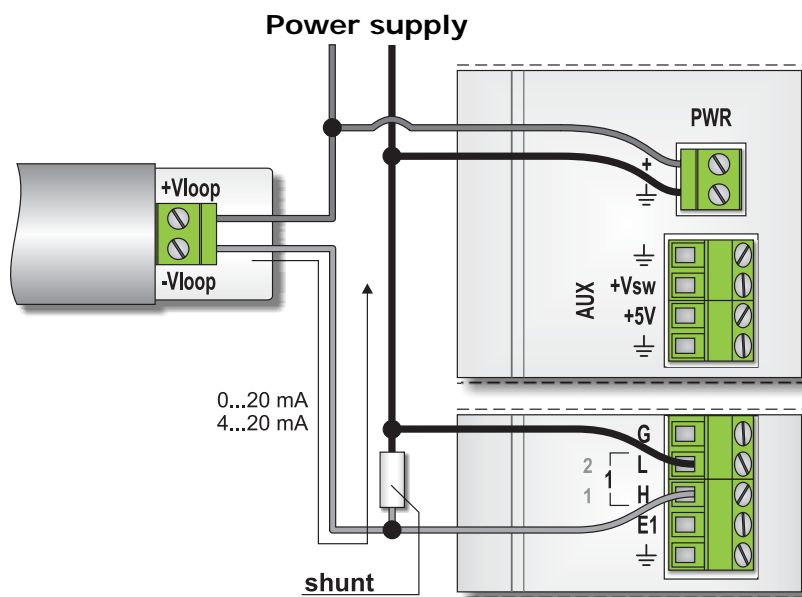 Power supply
PWR
+
+Vloop
-Vloop
AUX
+Vsw
+5V
0...20 mA
4...20 mA
G
2 L
1
1 H
E1
shunt